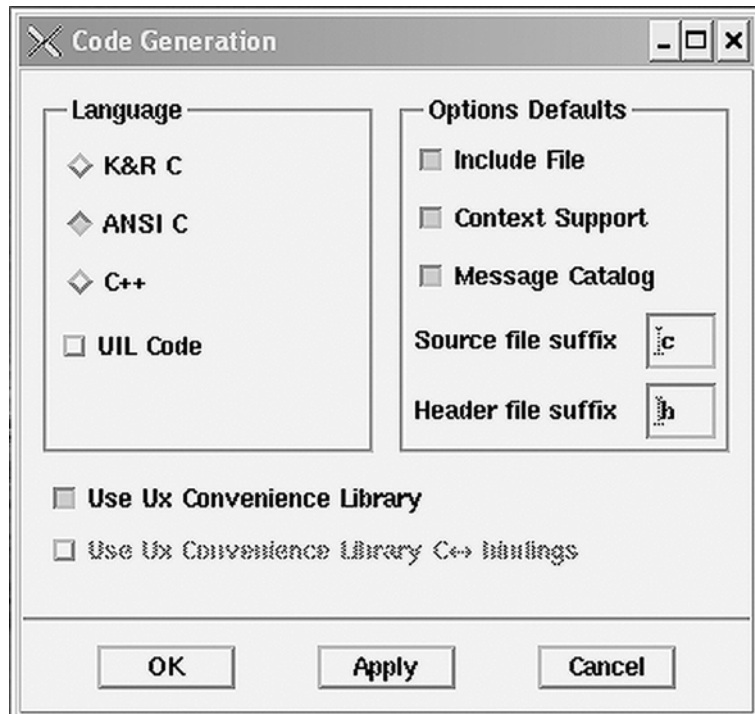 Code Generation
Language
K&R C
ANSI C
C++
UIL Code
Options Defaults
Include File
Context Support
Message Catalog
Source file suffix c
Header file suffix h
Use Ux Convenience Library
Use Ux Convenience Library C++ bindings
OK Apply Cancel